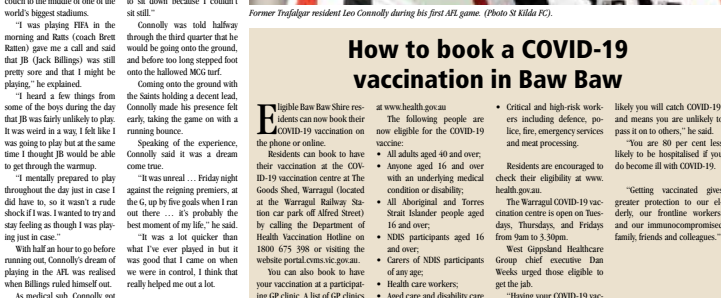 couch to the middle of one of the
world's biggest stadiums.
"I was playing FIFA in the
morning and Ratts (coach Brett
Ratten) gave me a call and said
that JB (Jack Billings) was still
pretty sore and that I might be
playing," he explained.
"I heard a few things from
some of the boys during the day
that JB was fairly unlikely to play.
It was weird in a way, I felt like I
was going to play but at the same
time I thought JB would be able
to get through the warmup.
"I mentally prepared to play
throughout the day just in case I
did have to, so it wasn't a rude
shock if I was. I wanted to try and
stay feeling as though I was play-
ing just in case."
With half an hour to go before
running out, Connolly's dream of
playing in the AFL was realised
when Billings ruled himself out.
As medical sub, Connolly got
to sit down because I couldn't
sit still."
Connolly was told halfway
through the third quarter that he
would be going onto the ground,
and before too long stepped foot
onto the hallowed MCG turf.
Coming onto the ground with
the Saints holding a decent lead,
Connolly made his presence felt
early, taking the game on with a
running bounce.
Speaking of the experience,
Connolly said it was a dream
come true.
"It was unreal ... Friday night
against the reigning premiers, at
the G, up by five goals when I ran
out there ... it's probably the
best moment of my life," he said.
"It was a lot quicker than
what I've ever played in but it
was good that I came on when
we were in control, I think that
really helped me out a lot.
Former Trafalgar resident Leo Connolly during his first AFL game. (Photo St Kilda FC).
How to book a COVID-19
vaccination in Baw Baw
Eligible Baw Baw Shire res-
idents can now book their
COVID-19 vaccination on
the phone or online.
Residents can book to have
their vaccination at the COV-
ID-19 vaccination centre at The
Goods Shed, Warragul (located
at the Warragul Railway Sta-
tion car park off Alfred Street)
by calling the Department of
Health Vaccination Hotline on
1800 675 398 or visiting the
website portal.cvms.vic.gov.au.
You can also book to have
your vaccination at a participat-
ing GP clinic. A list of GP clinics
at www.health.gov.au
The following people are
now eligible for the COVID-19
vaccine:
• All adults aged 40 and over;
• Anyone aged 16 and over
with an underlying medical
condition or disability;
• All Aboriginal and Torres
Strait Islander people aged
16 and over;
• NDIS participants aged 16
and over;
• Carers of NDIS participants
of any age;
• Health care workers;
• Aged care and disability care
• Critical and high-risk work-
ers including defence, po-
lice, fire, emergency services
and meat processing.
Residents are encouraged to
check their eligibility at www.
health.gov.au.
The Warragul COVID-19 vac-
cination centre is open on Tues-
days, Thursdays, and Fridays
from 9am to 3.30pm.
West Gippsland Healthcare
Group chief executive Dan
Weeks urged those eligible to
get the jab.
"Having your COVID-19 vac-
likely you will catch COVID-19
and means you are unlikely to
pass it on to others," he said.
"You are 80 per cent less
likely to be hospitalised if you
do become ill with COVID-19.
"Getting vaccinated gives
greater protection to our el-
derly, our frontline workers
and our immunocompromised
family, friends and colleagues."